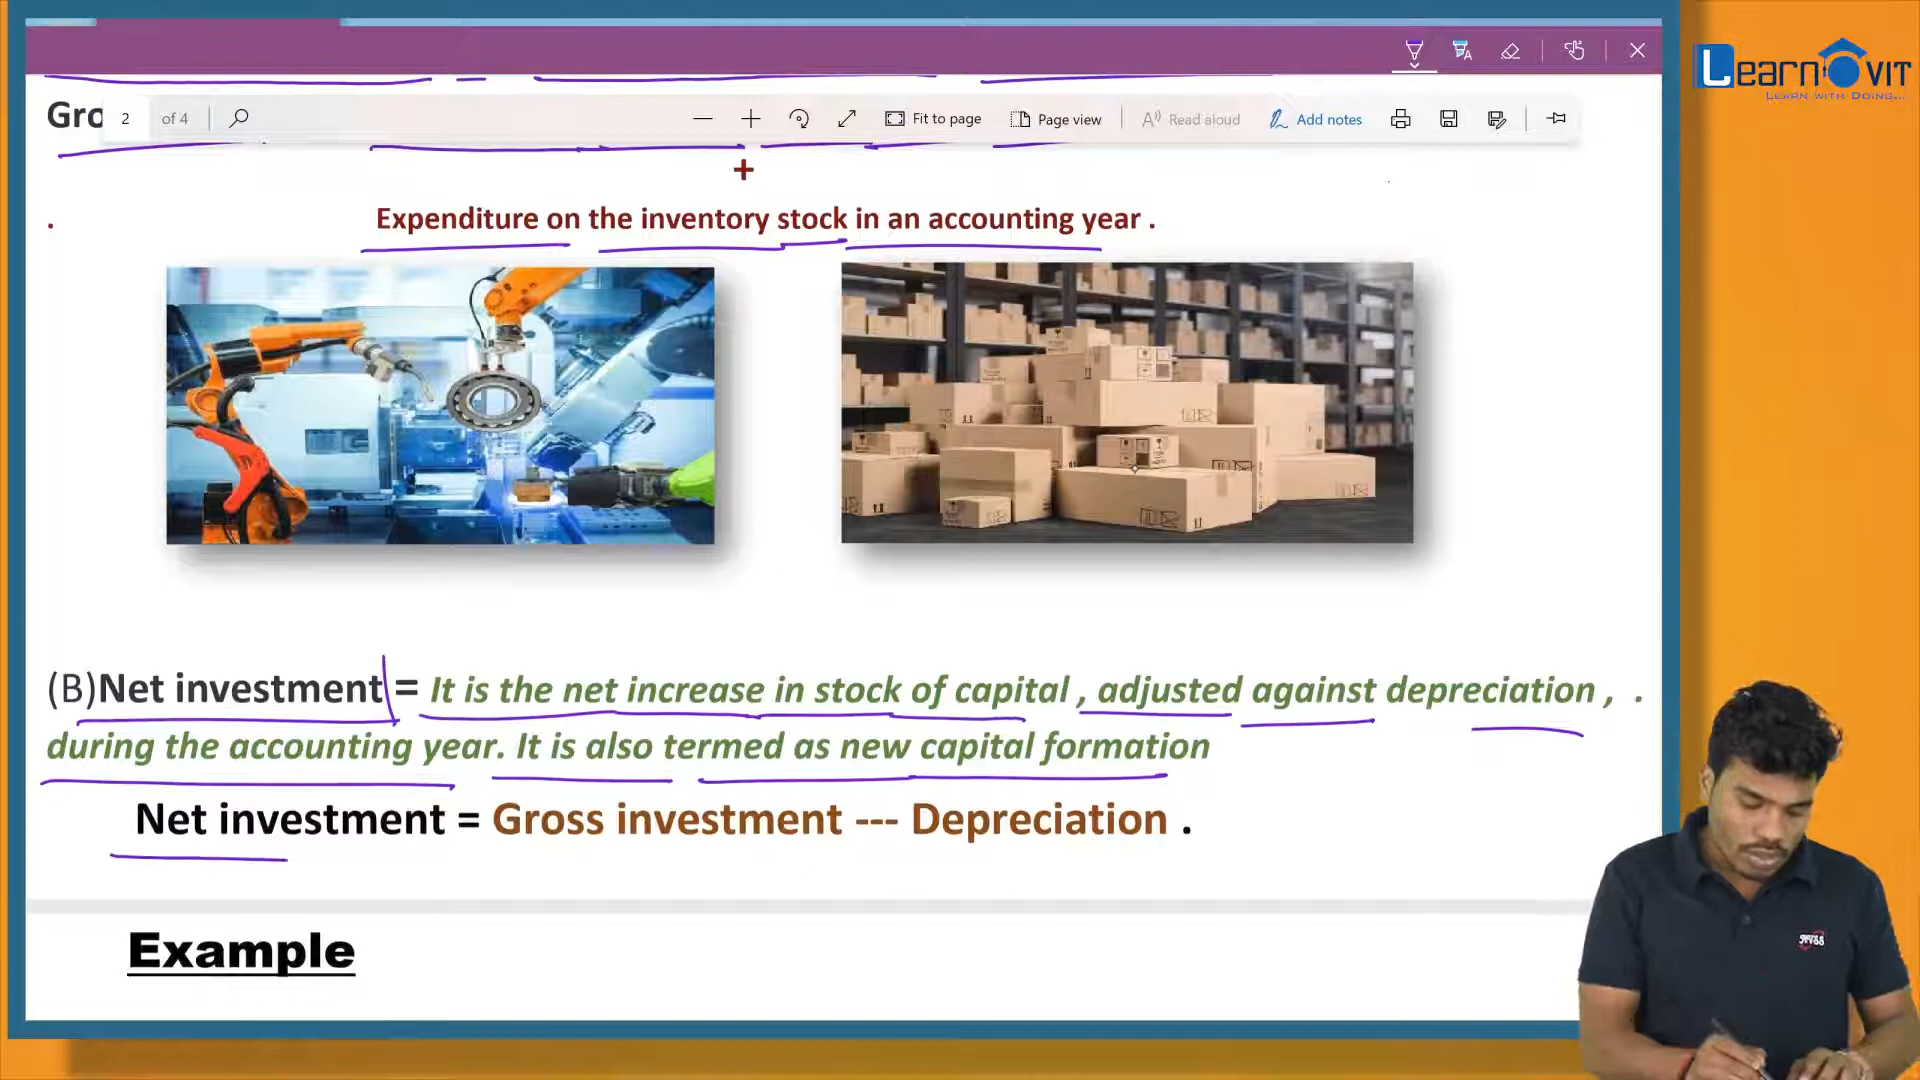 LearnOVIT
LEARN WITH DOING...
Gro
2 of 4
Fit to page
Page view
Read aloud
Add notes
+
. Expenditure on the inventory stock in an accounting year .
(B)Net investment = It is the net increase in stock of capital , adjusted against depreciation , .
during the accounting year. It is also termed as new capital formation
Net investment = Gross investment --- Depreciation .
Example